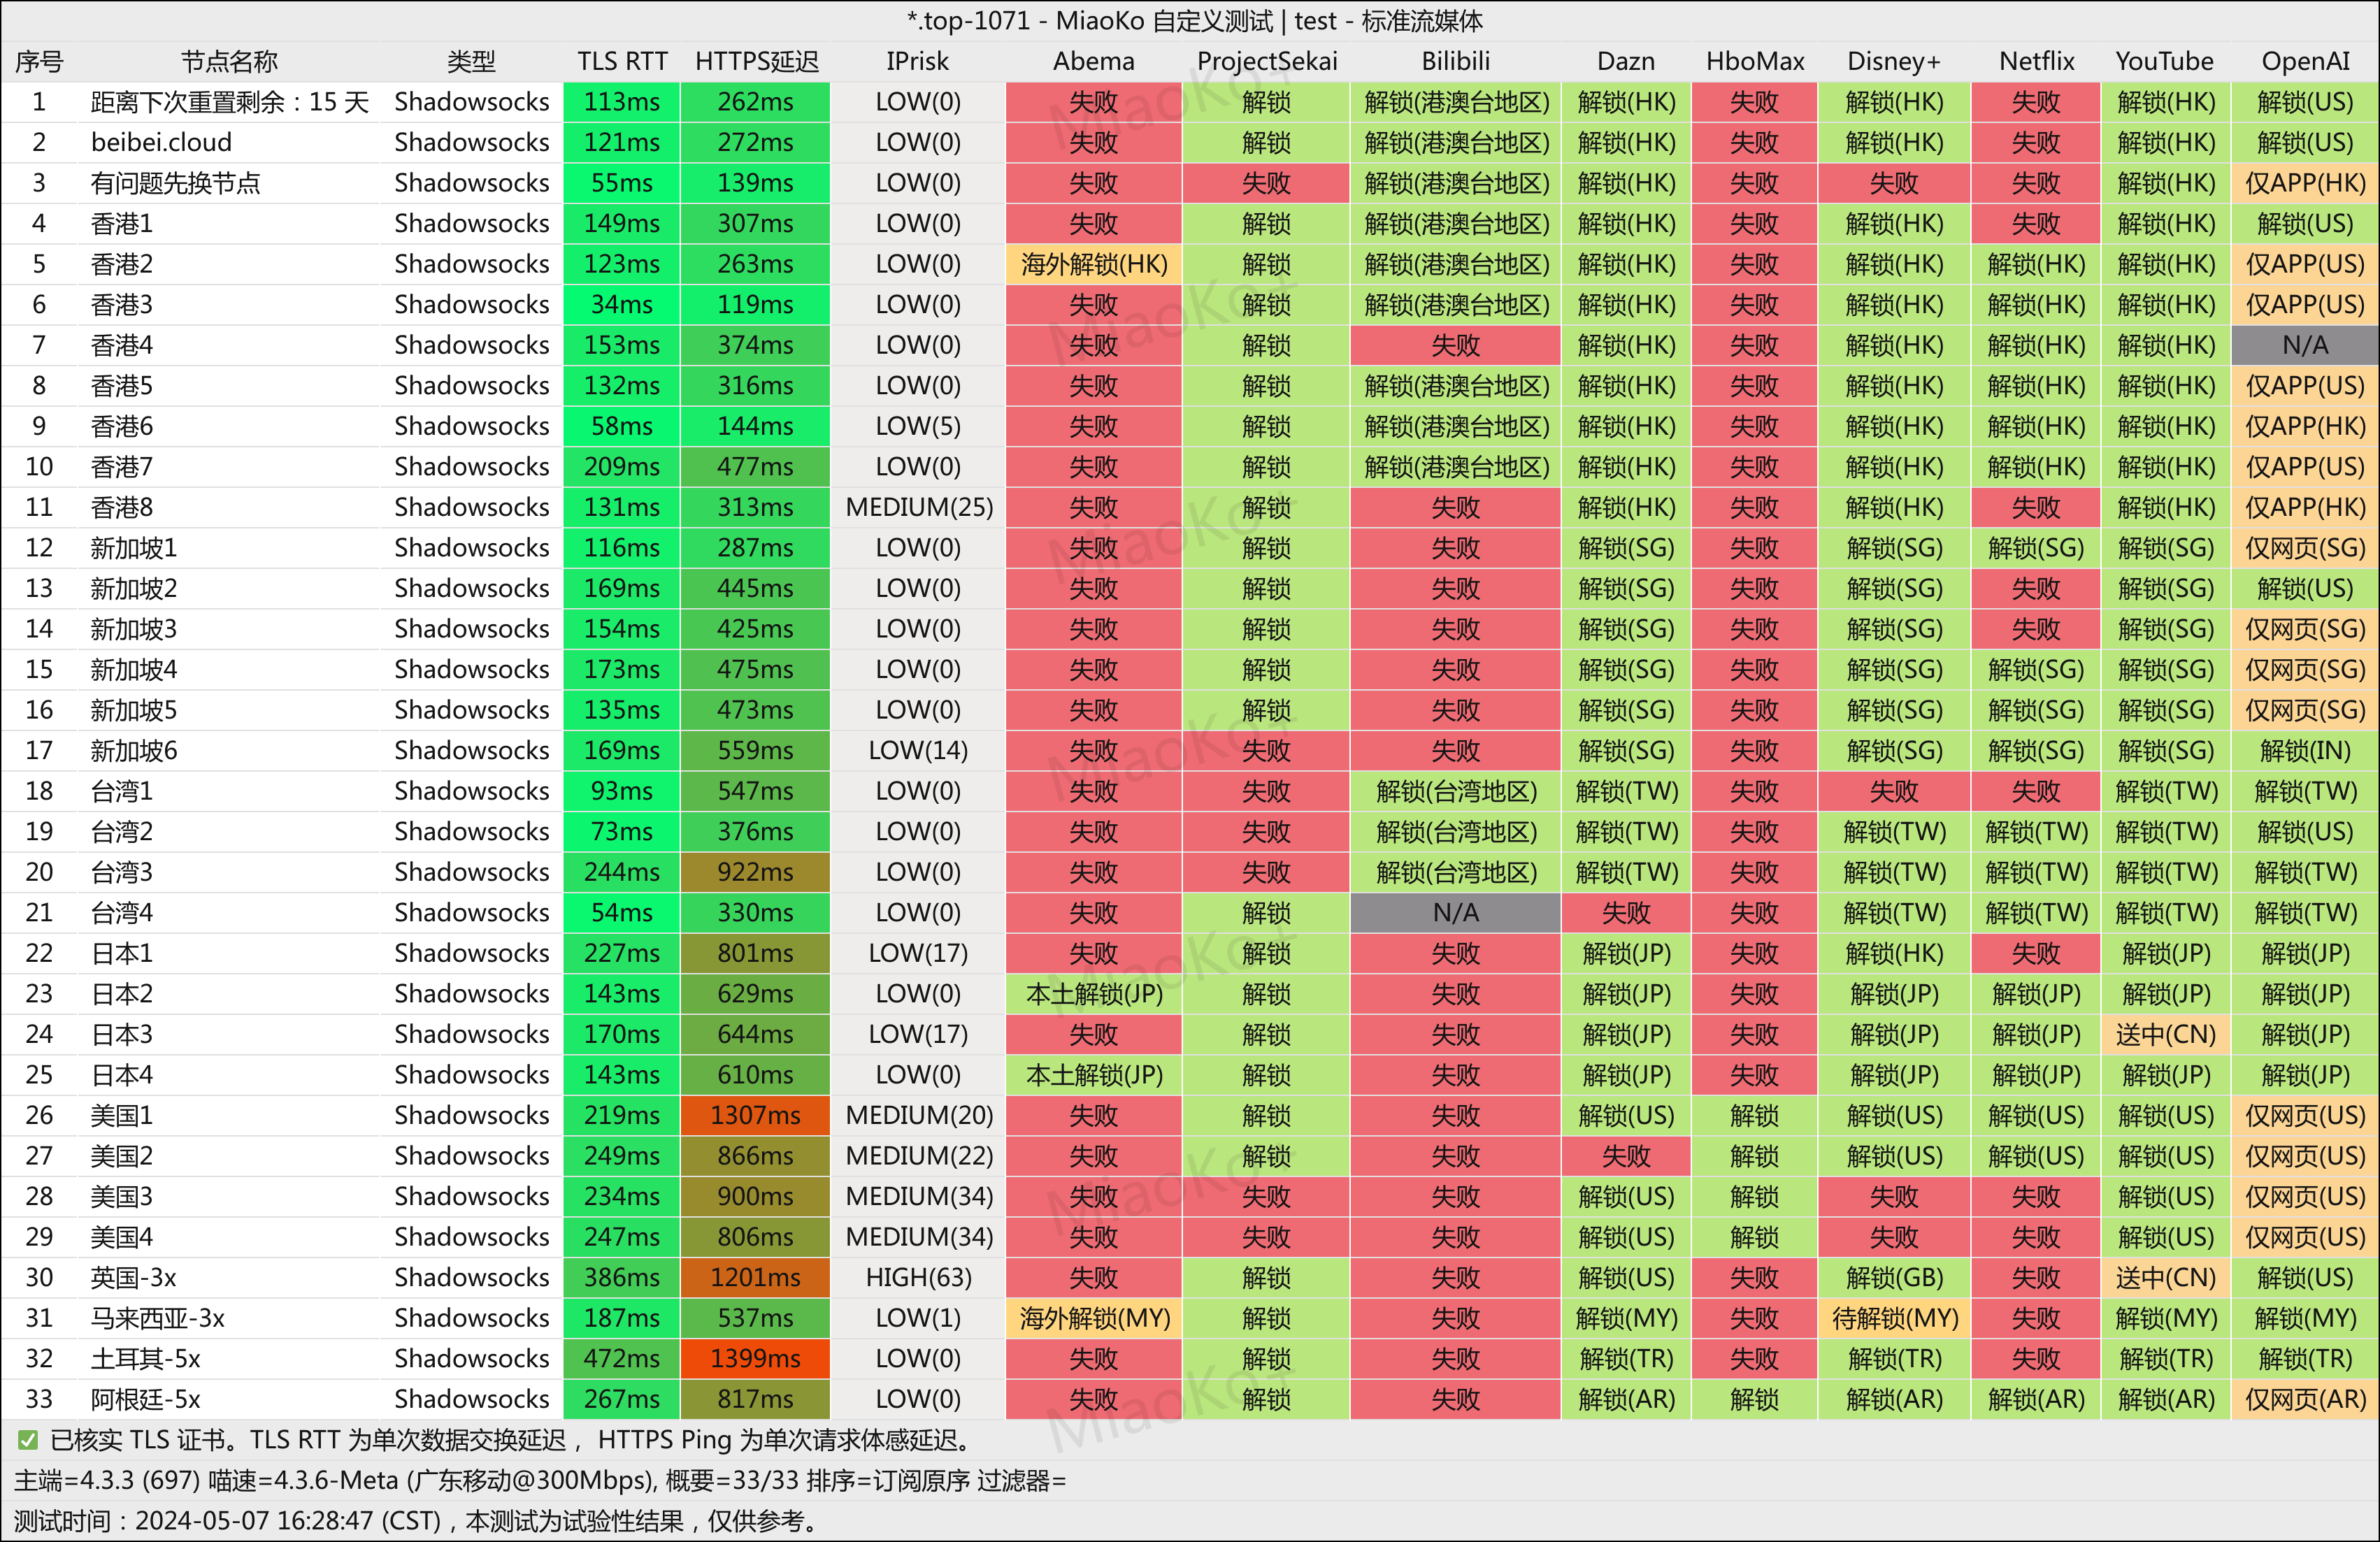 *.top-1071 - MiaoKo 自定义测试 | test - 标准流媒体
序号 节点名称 类型 TLS RTT HTTPS延迟 IPrisk Abema ProjectSekai Bilibili Dazn HboMax Disney+ Netflix YouTube OpenAI
1 距离下次重置剩余：15 天 Shadowsocks 113ms 262ms LOW(0) 失败 解锁 解锁(港澳台地区) 解锁(HK) 失败 解锁(HK) 失败 解锁(HK) 解锁(US)
2 beibei.cloud Shadowsocks 121ms 272ms LOW(0) 失败 解锁 解锁(港澳台地区) 解锁(HK) 失败 解锁(HK) 失败 解锁(HK) 解锁(US)
3 有问题先换节点 Shadowsocks 55ms 139ms LOW(0) 失败 失败 解锁(港澳台地区) 解锁(HK) 失败 失败 失败 解锁(HK) 仅APP(HK)
4 香港1 Shadowsocks 149ms 307ms LOW(0) 失败 解锁 解锁(港澳台地区) 解锁(HK) 失败 解锁(HK) 失败 解锁(HK) 解锁(US)
5 香港2 Shadowsocks 123ms 263ms LOW(0) 海外解锁(HK) 解锁 解锁(港澳台地区) 解锁(HK) 失败 解锁(HK) 解锁(HK) 解锁(HK) 仅APP(US)
6 香港3 Shadowsocks 34ms 119ms LOW(0) 失败 解锁 解锁(港澳台地区) 解锁(HK) 失败 解锁(HK) 解锁(HK) 解锁(HK) 仅APP(US)
7 香港4 Shadowsocks 153ms 374ms LOW(0) 失败 解锁 失败 解锁(HK) 失败 解锁(HK) 解锁(HK) 解锁(HK) N/A
8 香港5 Shadowsocks 132ms 316ms LOW(0) 失败 解锁 解锁(港澳台地区) 解锁(HK) 失败 解锁(HK) 解锁(HK) 解锁(HK) 仅APP(US)
9 香港6 Shadowsocks 58ms 144ms LOW(5) 失败 解锁 解锁(港澳台地区) 解锁(HK) 失败 解锁(HK) 解锁(HK) 解锁(HK) 仅APP(HK)
10 香港7 Shadowsocks 209ms 477ms LOW(0) 失败 解锁 解锁(港澳台地区) 解锁(HK) 失败 解锁(HK) 解锁(HK) 解锁(HK) 仅APP(US)
11 香港8 Shadowsocks 131ms 313ms MEDIUM(25) 失败 解锁 失败 解锁(HK) 失败 解锁(HK) 失败 解锁(HK) 仅APP(HK)
12 新加坡1 Shadowsocks 116ms 287ms LOW(0) 失败 解锁 失败 解锁(SG) 失败 解锁(SG) 解锁(SG) 解锁(SG) 仅网页(SG)
13 新加坡2 Shadowsocks 169ms 445ms LOW(0) 失败 解锁 失败 解锁(SG) 失败 解锁(SG) 失败 解锁(SG) 解锁(US)
14 新加坡3 Shadowsocks 154ms 425ms LOW(0) 失败 解锁 失败 解锁(SG) 失败 解锁(SG) 失败 解锁(SG) 仅网页(SG)
15 新加坡4 Shadowsocks 173ms 475ms LOW(0) 失败 解锁 失败 解锁(SG) 失败 解锁(SG) 解锁(SG) 解锁(SG) 仅网页(SG)
16 新加坡5 Shadowsocks 135ms 473ms LOW(0) 失败 解锁 失败 解锁(SG) 失败 解锁(SG) 解锁(SG) 解锁(SG) 仅网页(SG)
17 新加坡6 Shadowsocks 169ms 559ms LOW(14) 失败 失败 失败 解锁(SG) 失败 解锁(SG) 解锁(SG) 解锁(SG) 解锁(IN)
18 台湾1 Shadowsocks 93ms 547ms LOW(0) 失败 失败 解锁(台湾地区) 解锁(TW) 失败 失败 失败 解锁(TW) 解锁(TW)
19 台湾2 Shadowsocks 73ms 376ms LOW(0) 失败 失败 解锁(台湾地区) 解锁(TW) 失败 解锁(TW) 解锁(TW) 解锁(TW) 解锁(US)
20 台湾3 Shadowsocks 244ms 922ms LOW(0) 失败 失败 解锁(台湾地区) 解锁(TW) 失败 解锁(TW) 解锁(TW) 解锁(TW) 解锁(TW)
21 台湾4 Shadowsocks 54ms 330ms LOW(0) 失败 解锁 N/A 失败 失败 解锁(TW) 解锁(TW) 解锁(TW) 解锁(TW)
22 日本1 Shadowsocks 227ms 801ms LOW(17) 失败 解锁 失败 解锁(JP) 失败 解锁(HK) 失败 解锁(JP) 解锁(JP)
23 日本2 Shadowsocks 143ms 629ms LOW(0) 本土解锁(JP) 解锁 失败 解锁(JP) 失败 解锁(JP) 解锁(JP) 解锁(JP) 解锁(JP)
24 日本3 Shadowsocks 170ms 644ms LOW(17) 失败 解锁 失败 解锁(JP) 失败 解锁(JP) 解锁(JP) 送中(CN) 解锁(JP)
25 日本4 Shadowsocks 143ms 610ms LOW(0) 本土解锁(JP) 解锁 失败 解锁(JP) 失败 解锁(JP) 解锁(JP) 解锁(JP) 解锁(JP)
26 美国1 Shadowsocks 219ms 1307ms MEDIUM(20) 失败 解锁 失败 解锁(US) 解锁 解锁(US) 解锁(US) 解锁(US) 仅网页(US)
27 美国2 Shadowsocks 249ms 866ms MEDIUM(22) 失败 解锁 失败 失败 解锁 解锁(US) 解锁(US) 解锁(US) 仅网页(US)
28 美国3 Shadowsocks 234ms 900ms MEDIUM(34) 失败 失败 失败 解锁(US) 解锁 失败 失败 解锁(US) 仅网页(US)
29 美国4 Shadowsocks 247ms 806ms MEDIUM(34) 失败 失败 失败 解锁(US) 解锁 失败 失败 解锁(US) 仅网页(US)
30 英国-3x Shadowsocks 386ms 1201ms HIGH(63) 失败 解锁 失败 解锁(US) 失败 解锁(GB) 失败 送中(CN) 解锁(US)
31 马来西亚-3x Shadowsocks 187ms 537ms LOW(1) 海外解锁(MY) 解锁 失败 解锁(MY) 失败 待解锁(MY) 失败 解锁(MY) 解锁(MY)
32 土耳其-5x Shadowsocks 472ms 1399ms LOW(0) 失败 解锁 失败 解锁(TR) 失败 解锁(TR) 失败 解锁(TR) 解锁(TR)
33 阿根廷-5x Shadowsocks 267ms 817ms LOW(0) 失败 解锁 失败 解锁(AR) 解锁 解锁(AR) 解锁(AR) 解锁(AR) 仅网页(AR)
✅ 已核实 TLS 证书。TLS RTT 为单次数据交换延迟， HTTPS Ping 为单次请求体感延迟。
主端=4.3.3 (697) 喵速=4.3.6-Meta (广东移动@300Mbps), 概要=33/33 排序=订阅原序 过滤器=
测试时间：2024-05-07 16:28:47 (CST)，本测试为试验性结果，仅供参考。